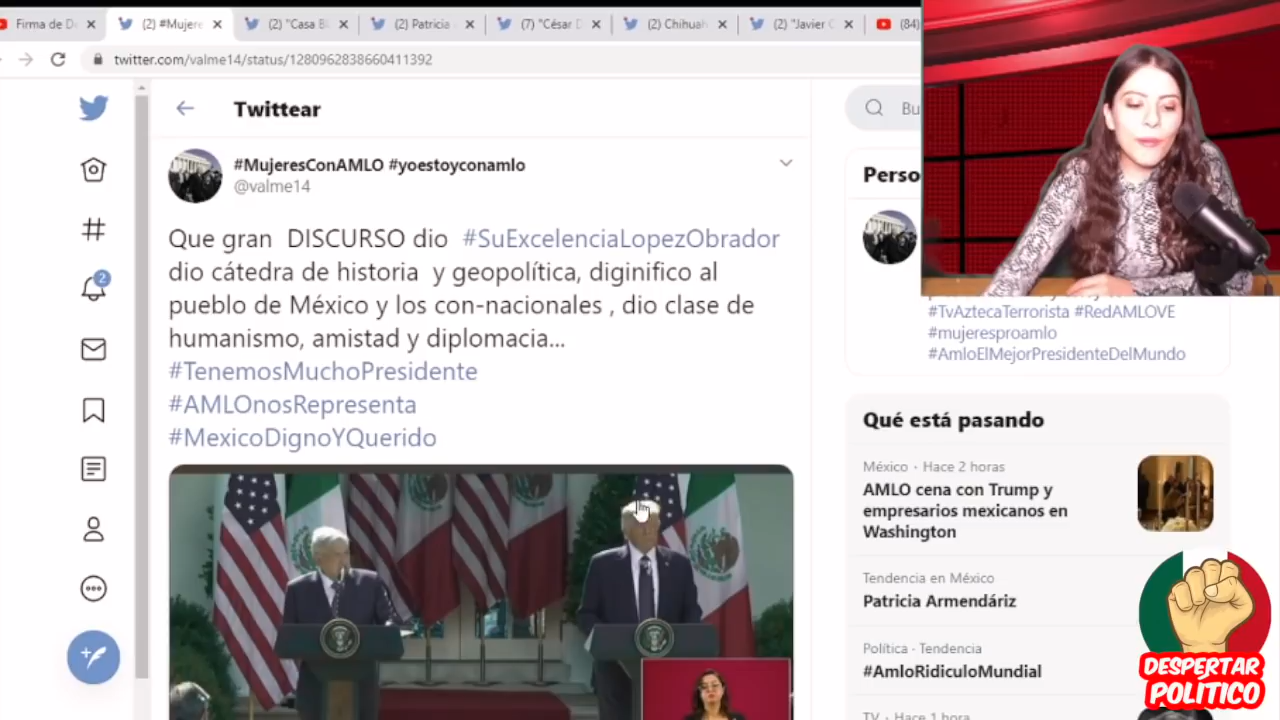 Firma de D
(2) #Mujere
(2) "Casa B
(2) Patricia
(7) "César D
(2) Chihuah
(2) "Javier C
(84)
twitter.com/valme14/status/1280962838660411392
Twittear
Bu
#MujeresConAMLO #yoestoyconamlo
@valme14
Que gran DISCURSO dio #SuExcelenciaLopezObrador
dio cátedra de historia y geopolítica, diginifico al
pueblo de México y los con-nacionales , dio clase de
humanismo, amistad y diplomacia...
#TenemosMuchoPresidente
#AMLOnosRepresenta
#MexicoDignoYQuerido
2
Perso
#TvAztecaTerrorista #RedAMLOVE
#mujeresproamlo
#AmloElMejorPresidenteDelMundo
Qué está pasando
México · Hace 2 horas
AMLO cena con Trump y
empresarios mexicanos en
Washington
Tendencia en México
Patricia Armendáriz
Política · Tendencia
#AmloRidiculoMundial
TV · Hace 1 hora
DESPERTAR
POLÍTICO